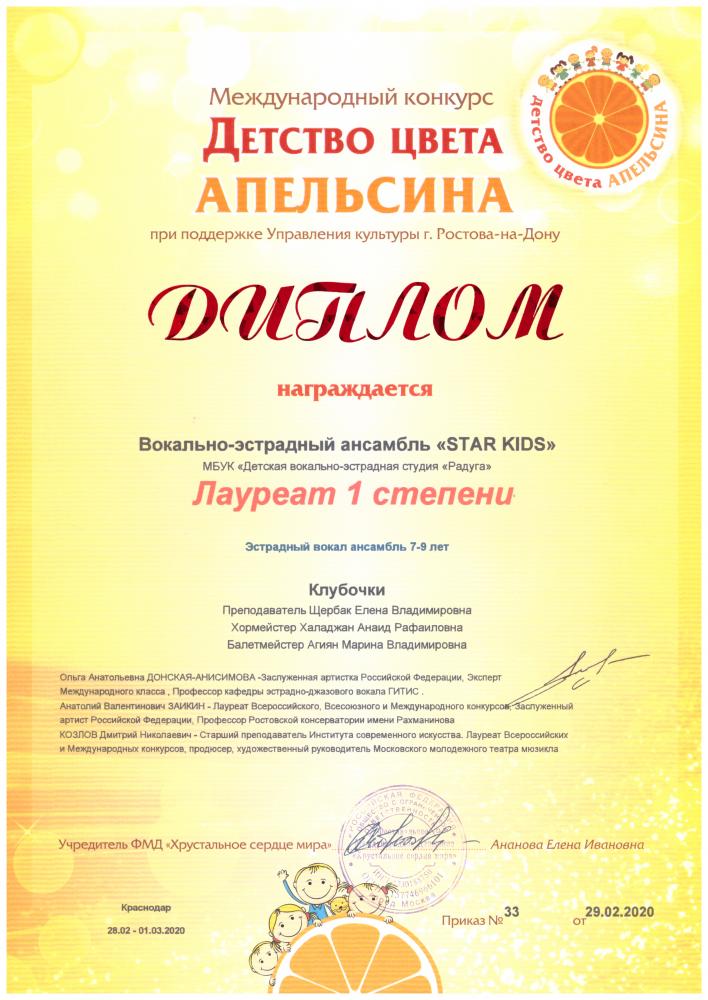 Международный конкурс
ДЕТСТВО ЦВЕТА
АПЕЛЬСИНА
детство цвета АПЕЛЬСИНА
при поддержке Управления культуры г. Ростова-на-Дону
ДИПЛОМ
награждается
Вокально-эстрадный ансамбль «STAR KIDS»
МБУК «Детская вокально-эстрадная студия «Радуга»
Лауреат 1 степени
Эстрадный вокал ансамбль 7-9 лет
Клубочки
Преподаватель Щербак Елена Владимировна
Хормейстер Халаджан Анаид Рафаиловна
Балетмейстер Агиян Марина Владимировна
Ольга Анатольевна ДОНСКАЯ-АНИСИМОВА -Заслуженная артистка Российской Федерации, Эксперт
Международного класса , Профессор кафедры эстрадно-джазового вокала ГИТИС .
Анатолий Валентинович ЗАИКИН - Лауреат Всероссийского, Всесоюзного и Международного конкурсов, Заслуженный
артист Российской Федерации, Профессор Ростовской консерватории имени Рахманинова
КОЗЛОВ Дмитрий Николаевич - Старший преподаватель Института современного искусства. Лауреат Всероссийских
и Международных конкурсов, продюсер, художественный руководитель Московского молодежного театра мюзикла
РОССИЙСКАЯ ФЕДЕРАЦИЯ
«Хрустальное сердце мира»
Учредитель ФМД «Хрустальное сердце мира» Ананова Елена Ивановна
Краснодар
28.02 - 01.03.2020
Приказ № 33 от 29.02.2020